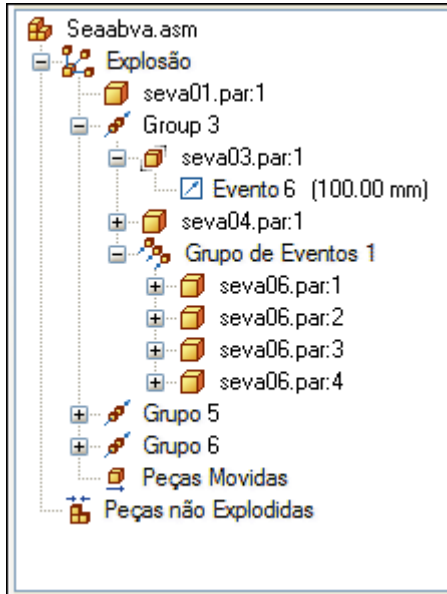 Seaabva.asm
Explosão
seva01.par:1
Group 3
seva03.par:1
Evento 6 (100.00 mm)
seva04.par:1
Grupo de Eventos 1
seva06.par:1
seva06.par:2
seva06.par:3
seva06.par:4
Grupo 5
Grupo 6
Peças Movidas
Peças não Explodidas